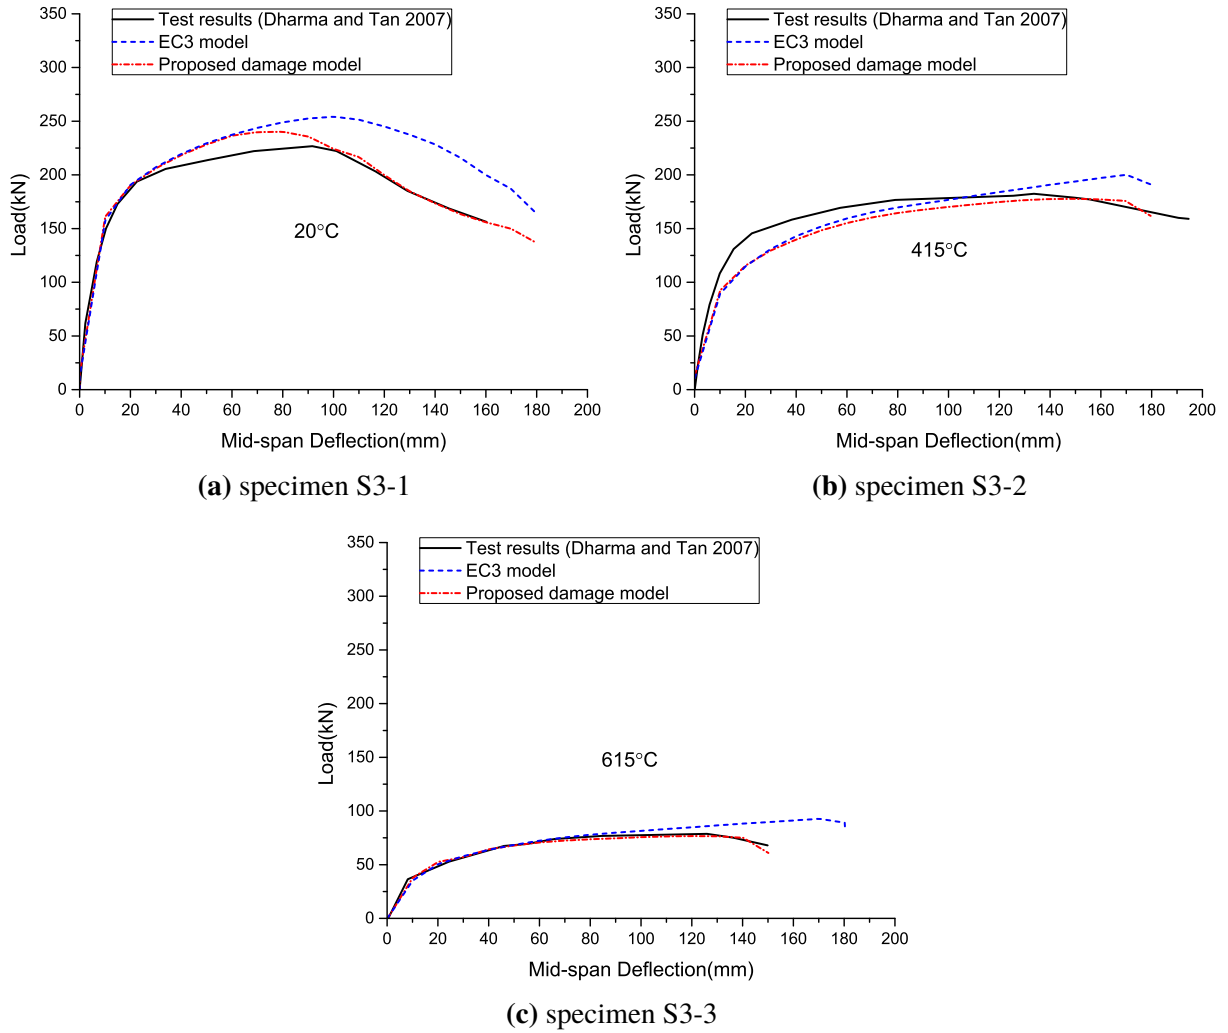 350
300
250
200
150
100
50
0
Load(kN)
Test results (Dharma and Tan 2007)
EC3 model
Proposed damage model
20°C
0 20 40 60 80 100 120 140 160 180 200
Mid-span Deflection(mm)
(a) specimen S3-1
350
300
250
200
150
100
50
0
Load(kN)
Test results (Dharma and Tan 2007)
EC3 model
Proposed damage model
415°C
0 20 40 60 80 100 120 140 160 180 200
Mid-span Deflection(mm)
(b) specimen S3-2
350
300
250
200
150
100
50
0
Load(kN)
Test results (Dharma and Tan 2007)
EC3 model
Proposed damage model
615°C
0 20 40 60 80 100 120 140 160 180 200
Mid-span Deflection(mm)
(c) specimen S3-3